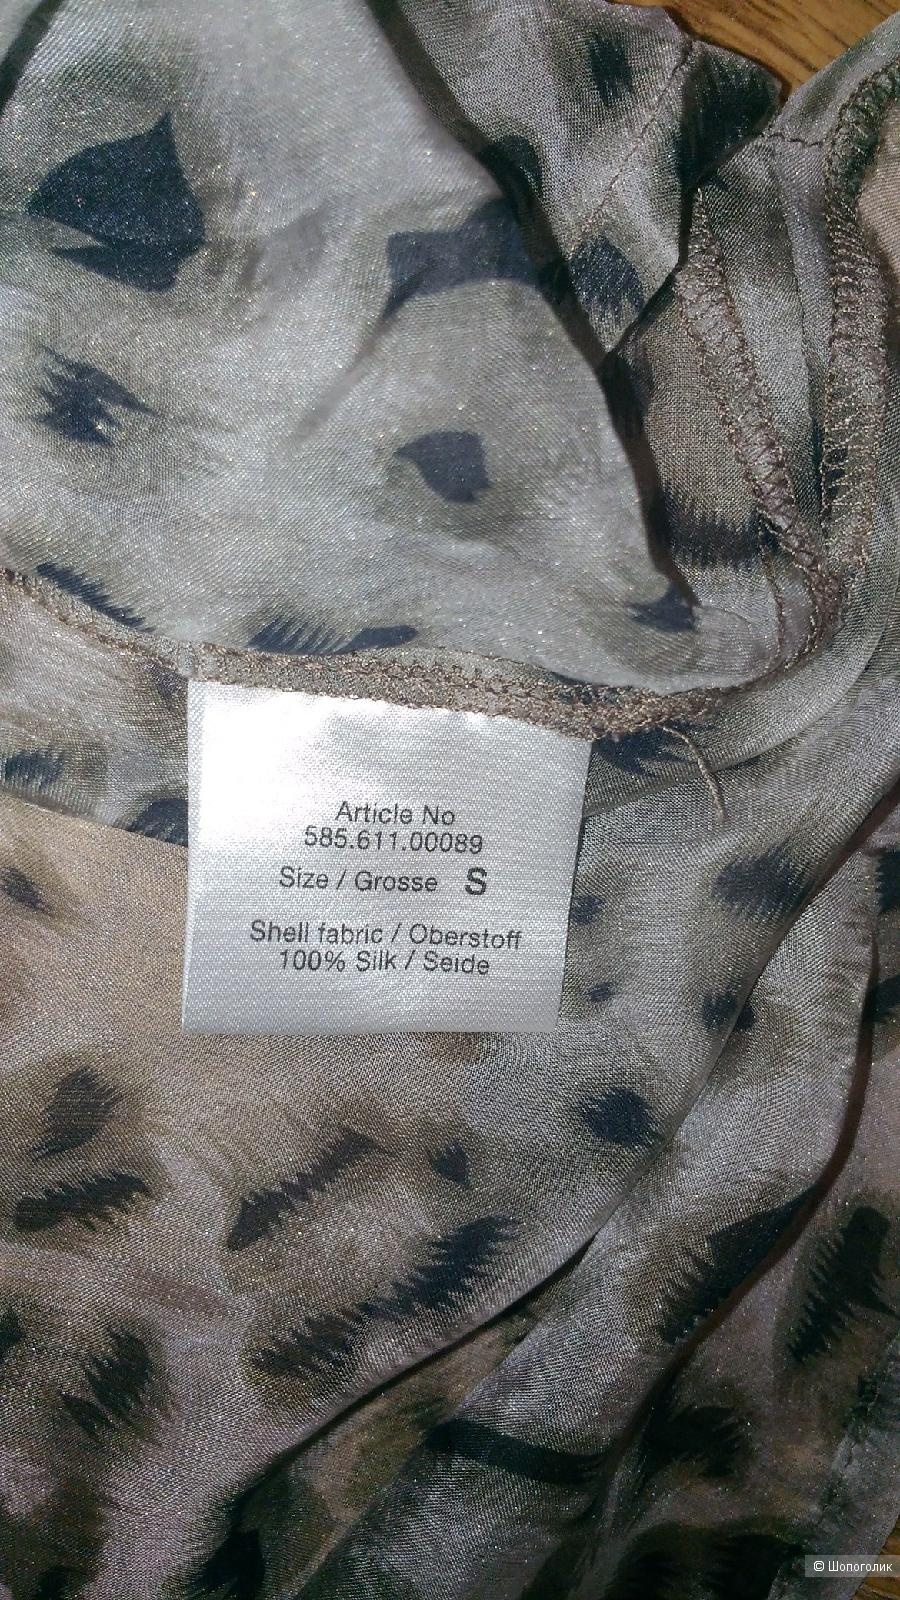 Article No
585.611.00089
Size / Grosse S
Shell fabric / Oberstoff
100% Silk / Seide
© Шопоголик